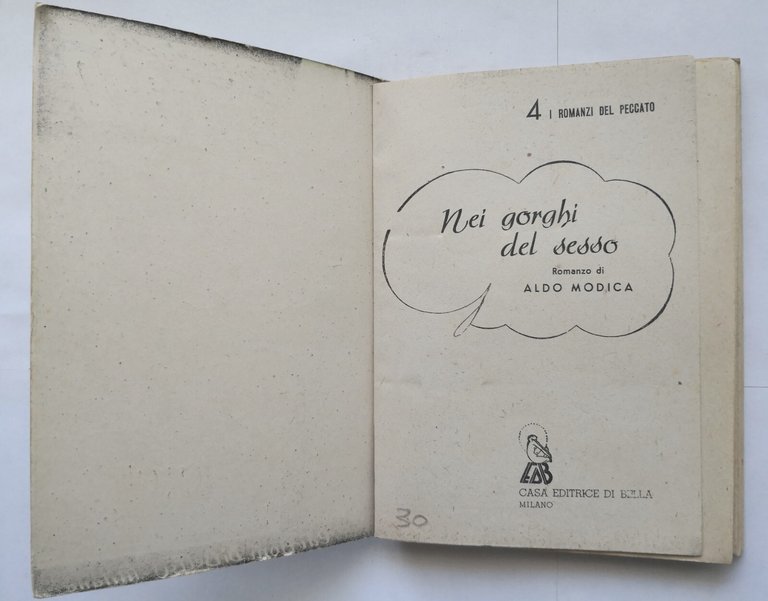 4 I ROMANZI DEL PECCATO
Nei gorghi
del sesso
Romanzo di
ALDO MODICA
EDB
CASA EDITRICE DI BELLA
MILANO
30